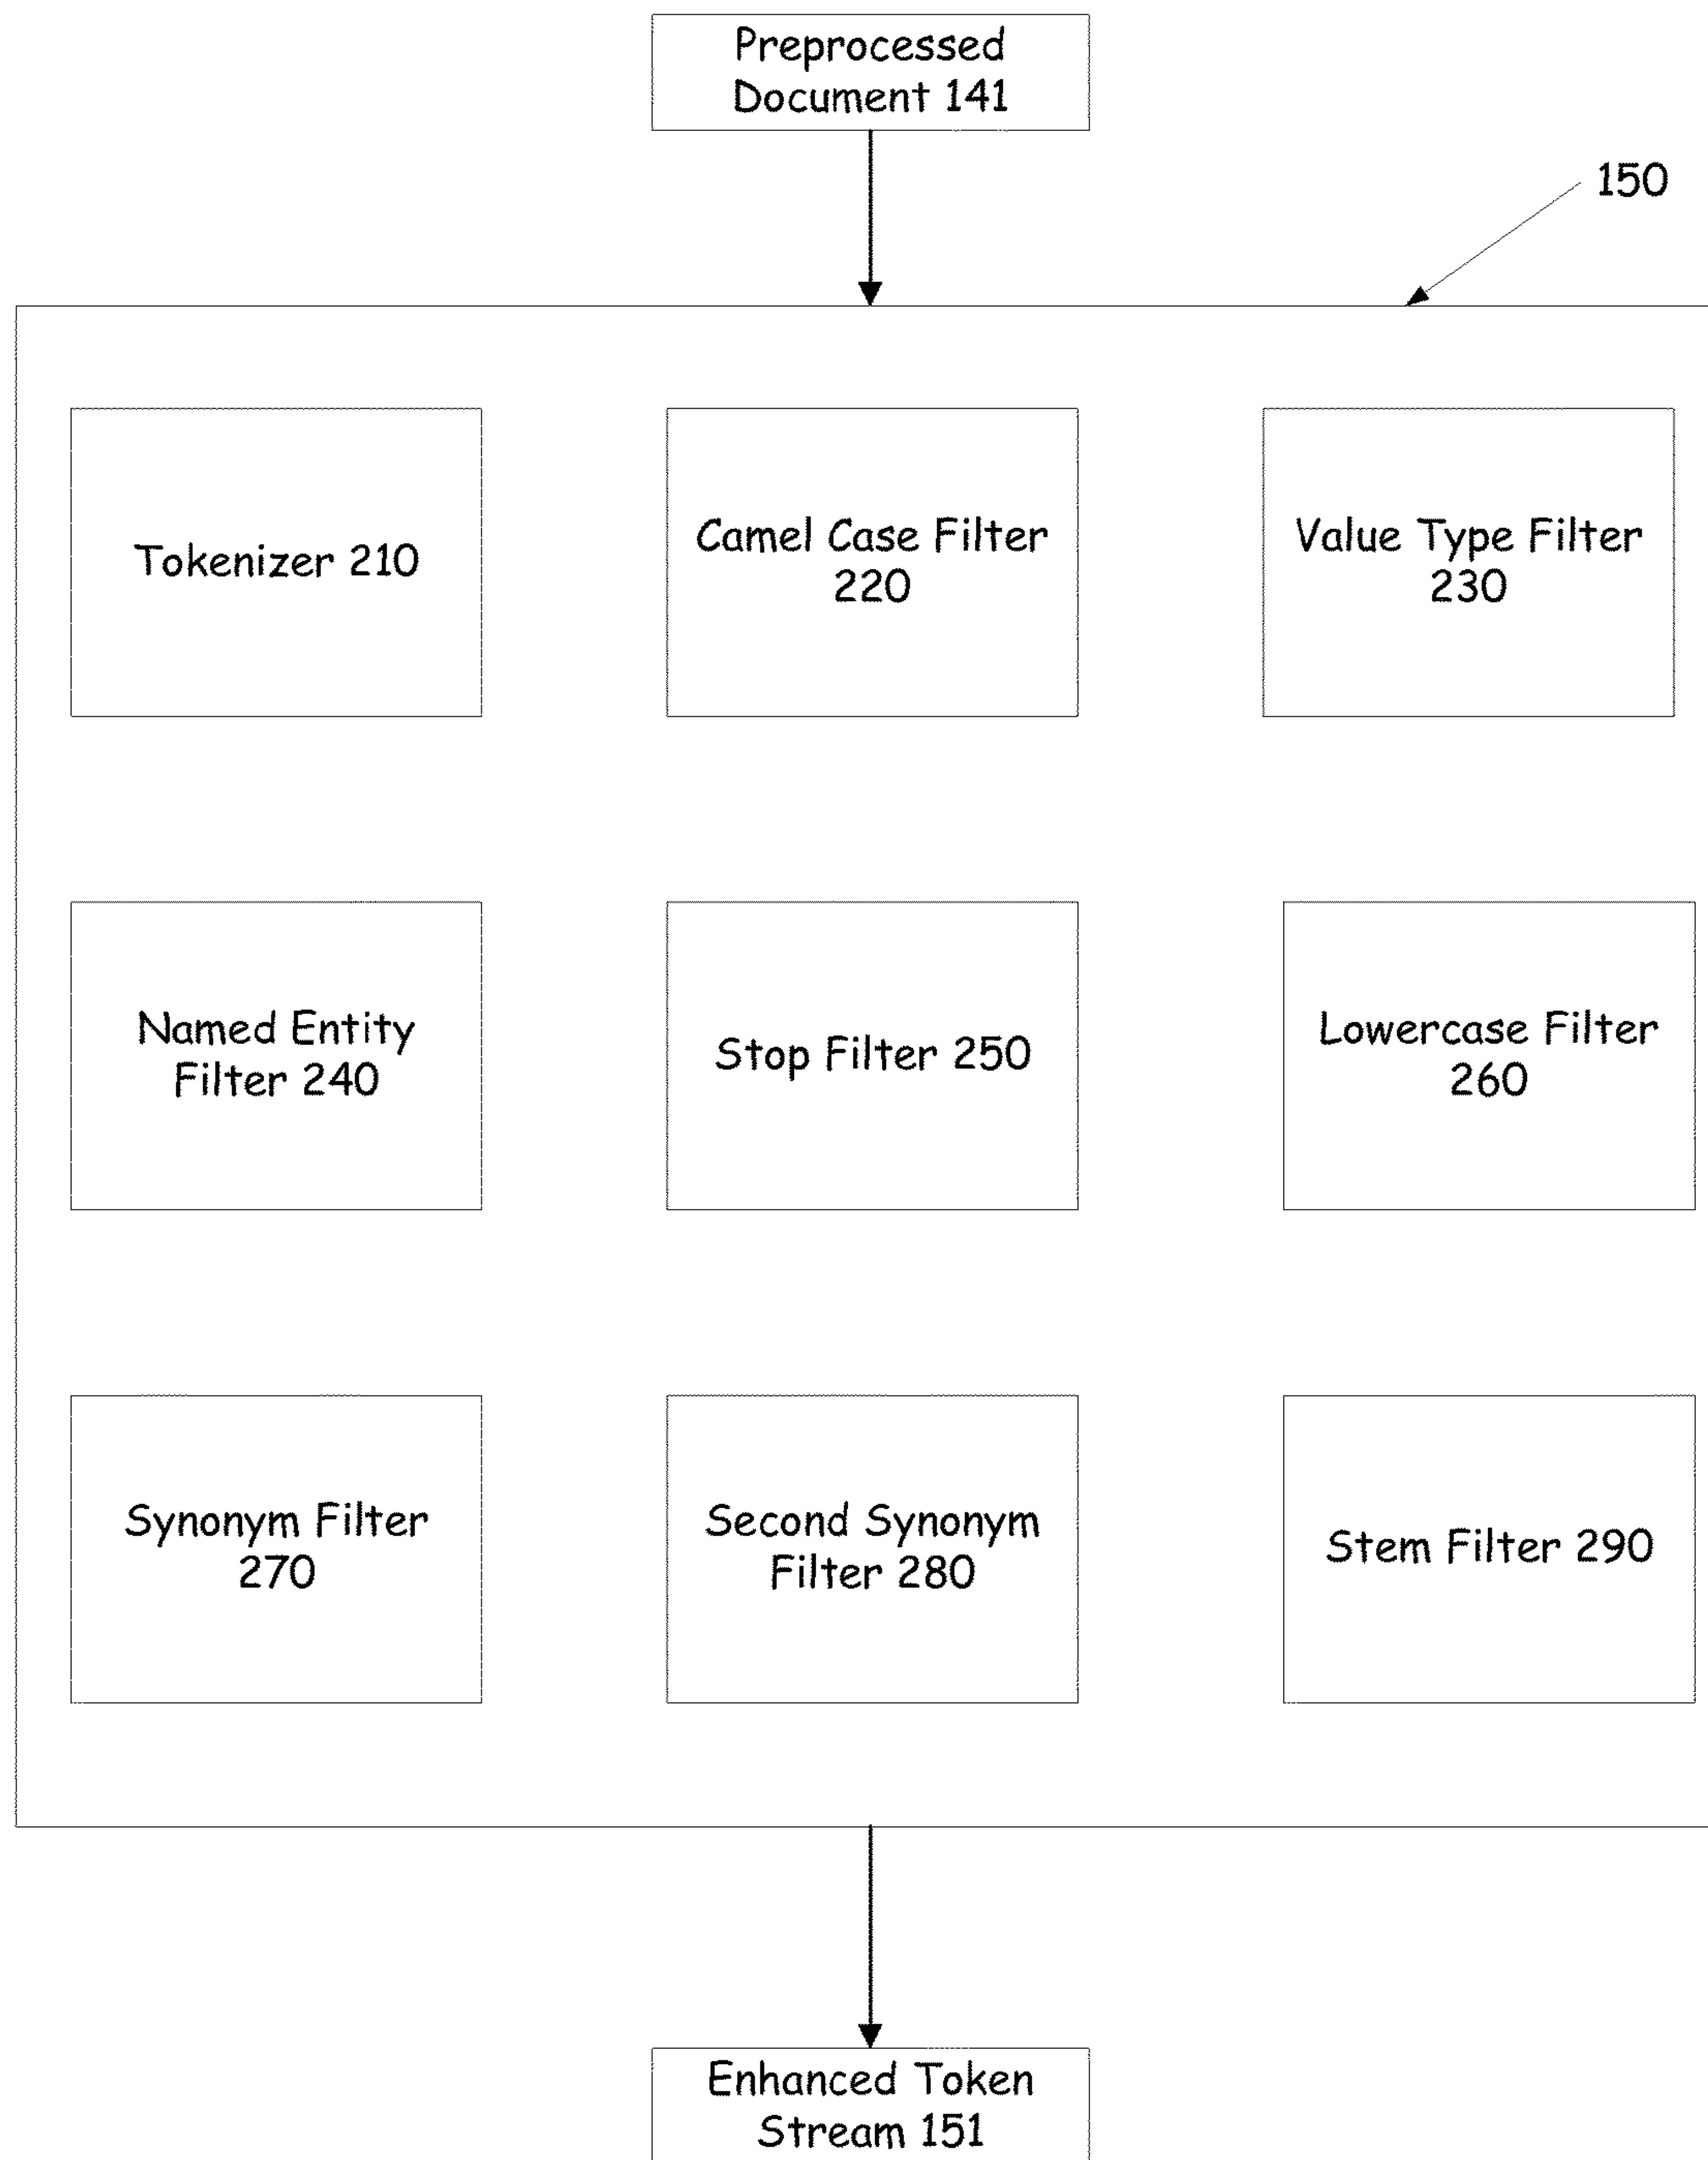 Preprocessed
Document 141
150
Tokenizer 210
Camel Case Filter
220
Value Type Filter
230
Named Entity
Filter 240
Stop Filter 250
Lowercase Filter
260
Synonym Filter
270
Second Synonym
Filter 280
Stem Filter 290
Enhanced Token
Stream 151